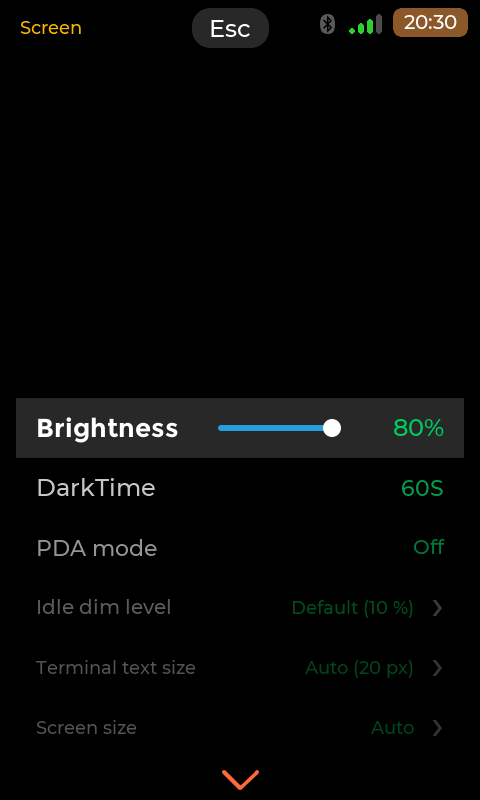 Screen Esc 20:30
Brightness 80%
DarkTime 60S
PDA mode Off
Idle dim level Default (10 %)
Terminal text size Auto (20 px)
Screen size Auto